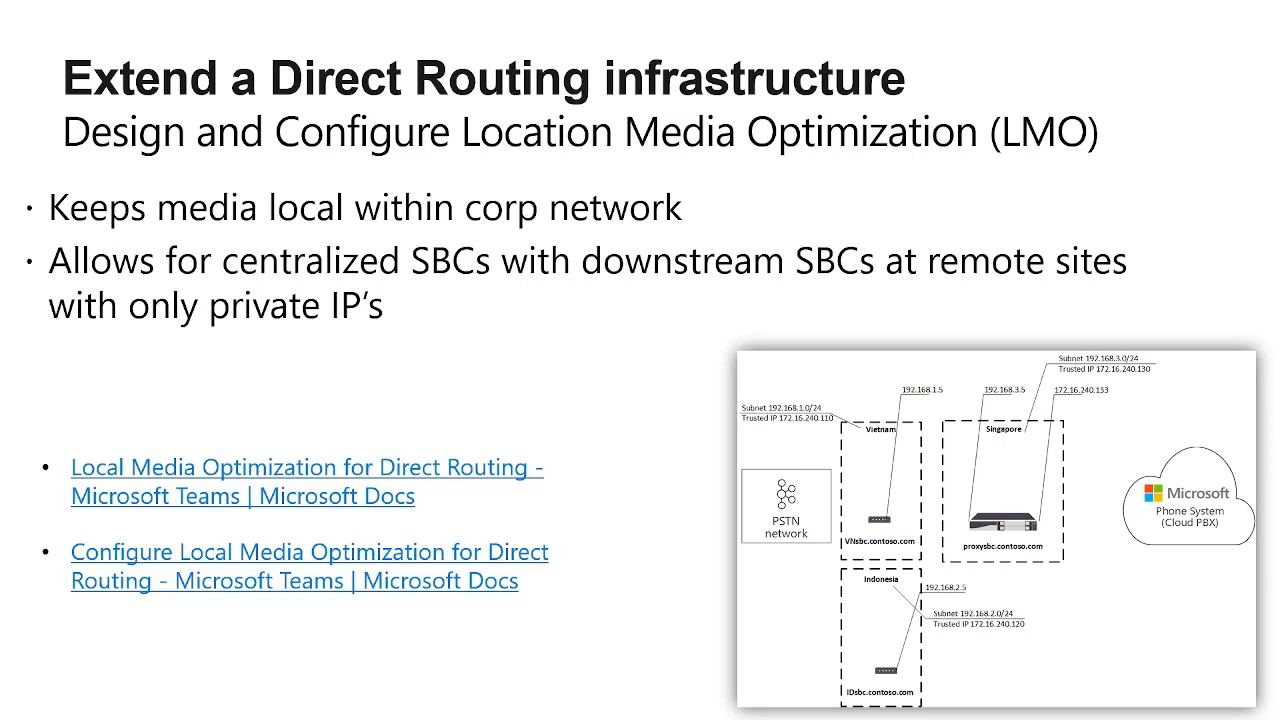 Extend a Direct Routing infrastructure
Design and Configure Location Media Optimization (LMO)
· Keeps media local within corp network
· Allows for centralized SBCs with downstream SBCs at remote sites
with only private IP’s
• Local Media Optimization for Direct Routing -
Microsoft Teams | Microsoft Docs
• Configure Local Media Optimization for Direct
Routing - Microsoft Teams | Microsoft Docs
Subnet 192.168.3.0/24
Trusted IP 172.16.240.130
192.168.1.5
192.168.3.5
172.16.240.133
Subnet 192.168.1.0/24
Trusted IP 172.16.240.110
Vietnam
Singapore
PSTN
network
VNsbc.contoso.com
proxysbc.contoso.com
Microsoft
Phone System
(Cloud PBX)
Indonesia
192.168.2.5
Subnet 192.168.2.0/24
Trusted IP 172.16.240.120
IDsbc.contoso.com